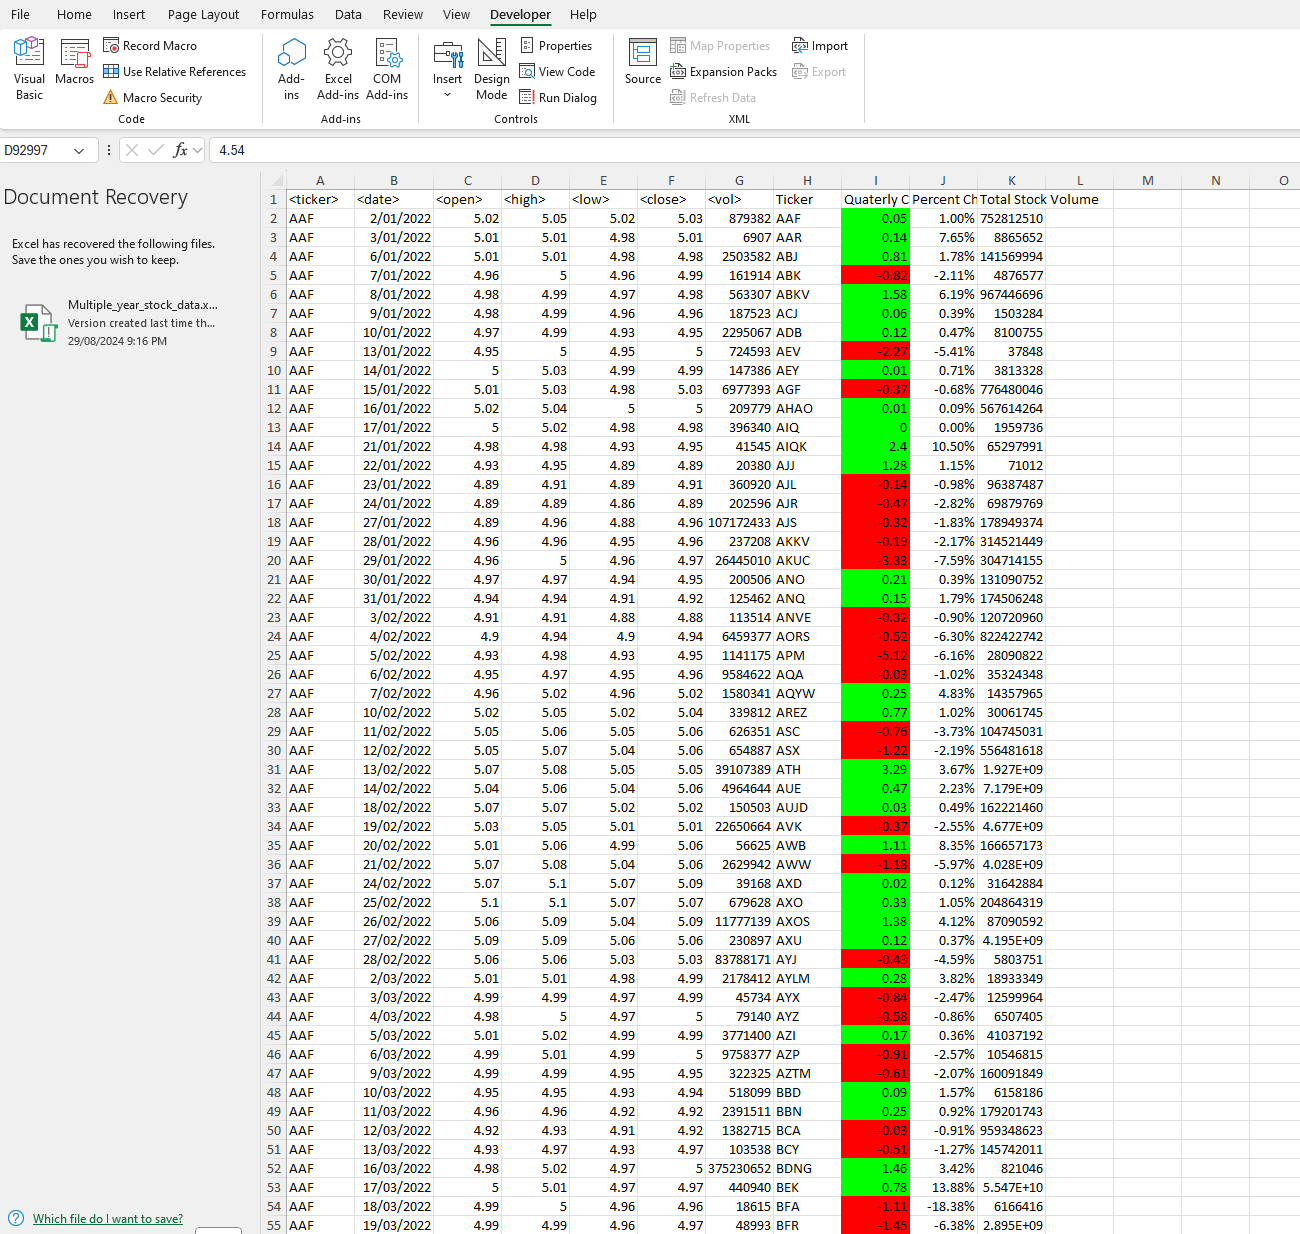 File Home Insert Page Layout Formulas Data Review View Developer Help
Visual Basic Macros Record Macro Use Relative References Macro Security Code
Add-ins Excel Add-ins COM Add-ins Add-ins
Insert Design Mode Properties View Code Run Dialog Controls
Source Map Properties Expansion Packs Refresh Data Import Export XML
D92997 fx 4.54
Document Recovery
Excel has recovered the following files.
Save the ones you wish to keep.
Multiple_year_stock_data.x...
Version created last time th...
29/08/2024 9:16 PM
Which file do I want to save?
A B C D E F G H I J K L M N O
1 <ticker> <date> <open> <high> <low> <close> <vol> Ticker Quaterly C Percent Ch Total Stock Volume
2 AAF 2/01/2022 5.02 5.05 5.02 5.03 879382 AAF 0.05 1.00% 752812510
3 AAF 3/01/2022 5.01 5.01 4.98 5.01 6907 AAR 0.14 7.65% 8865652
4 AAF 6/01/2022 5.01 5.01 4.98 4.98 2503582 ABJ 0.81 1.78% 141569994
5 AAF 7/01/2022 4.96 5 4.96 4.99 161914 ABK -0.82 -2.11% 4876577
6 AAF 8/01/2022 4.98 4.99 4.97 4.98 563307 ABKV 1.58 6.19% 967446696
7 AAF 9/01/2022 4.98 4.99 4.96 4.96 187523 ACJ 0.06 0.39% 1503284
8 AAF 10/01/2022 4.97 4.99 4.93 4.95 2295067 ADB 0.12 0.47% 8100755
9 AAF 13/01/2022 4.95 5 4.95 5 724593 AEV -2.27 -5.41% 37848
10 AAF 14/01/2022 5 5.03 4.99 4.99 147386 AEY 0.01 0.71% 3813328
11 AAF 15/01/2022 5.01 5.03 4.98 5.03 6977393 AGF -0.37 -0.68% 776480046
12 AAF 16/01/2022 5.02 5.04 5 5 209779 AHAO 0.01 0.09% 567614264
13 AAF 17/01/2022 5 5.02 4.98 4.98 396340 AIQ 0 0.00% 1959736
14 AAF 21/01/2022 4.98 4.98 4.93 4.95 41545 AIQK 2.4 10.50% 65297991
15 AAF 22/01/2022 4.93 4.95 4.89 4.89 20380 AJJ 1.28 1.15% 71012
16 AAF 23/01/2022 4.89 4.91 4.89 4.91 360920 AJL -0.14 -0.98% 96387487
17 AAF 24/01/2022 4.89 4.89 4.86 4.89 202596 AJR -0.47 -2.82% 69879769
18 AAF 27/01/2022 4.89 4.96 4.88 4.96 107172433 AJS -0.32 -1.83% 178949374
19 AAF 28/01/2022 4.96 4.96 4.95 4.96 237208 AKKV -0.19 -2.17% 314521449
20 AAF 29/01/2022 4.96 5 4.96 4.97 26445010 AKUC -3.33 -7.59% 304714155
21 AAF 30/01/2022 4.97 4.97 4.94 4.95 200506 ANO 0.21 0.39% 131090752
22 AAF 31/01/2022 4.94 4.94 4.91 4.92 125462 ANQ 0.15 1.79% 174506248
23 AAF 3/02/2022 4.91 4.91 4.88 4.88 113514 ANVE -0.32 -0.90% 120720960
24 AAF 4/02/2022 4.9 4.94 4.9 4.94 6459377 AORS -0.52 -6.30% 822422742
25 AAF 5/02/2022 4.93 4.98 4.93 4.95 1141175 APM -5.12 -6.16% 28090822
26 AAF 6/02/2022 4.95 4.97 4.95 4.96 9584622 AQA -0.03 -1.02% 35324348
27 AAF 7/02/2022 4.96 5.02 4.96 5.02 1580341 AQYW 0.25 4.83% 14357965
28 AAF 10/02/2022 5.02 5.05 5.02 5.04 339812 AREZ 0.77 1.02% 30061745
29 AAF 11/02/2022 5.05 5.06 5.05 5.06 626351 ASC -0.76 -3.73% 104745031
30 AAF 12/02/2022 5.05 5.07 5.04 5.06 654887 ASX -1.22 -2.19% 556481618
31 AAF 13/02/2022 5.07 5.08 5.05 5.05 39107389 ATH 3.29 3.67% 1.927E+09
32 AAF 14/02/2022 5.04 5.06 5.04 5.06 4964644 AUE 0.47 2.23% 7.179E+09
33 AAF 18/02/2022 5.07 5.07 5.02 5.02 150503 AUJD 0.03 0.49% 162221460
34 AAF 19/02/2022 5.03 5.05 5.01 5.01 22650664 AVK -0.37 -2.55% 4.677E+09
35 AAF 20/02/2022 5.01 5.06 4.99 5.06 56625 AWB 1.11 8.35% 166657173
36 AAF 21/02/2022 5.07 5.08 5.04 5.06 2629942 AWW -1.18 -5.97% 4.028E+09
37 AAF 24/02/2022 5.07 5.1 5.07 5.09 39168 AXD 0.02 0.12% 31642884
38 AAF 25/02/2022 5.1 5.1 5.07 5.07 679628 AXO 0.33 1.05% 204864319
39 AAF 26/02/2022 5.06 5.09 5.04 5.09 11777139 AXOS 1.38 4.12% 87090592
40 AAF 27/02/2022 5.09 5.09 5.06 5.06 230897 AXU 0.12 0.37% 4.195E+09
41 AAF 28/02/2022 5.06 5.06 5.03 5.03 83788171 AYJ -0.43 -4.59% 5803751
42 AAF 2/03/2022 5.01 5.01 4.98 4.99 2178412 AYLM 0.28 3.82% 18933349
43 AAF 3/03/2022 4.99 4.99 4.97 4.99 45734 AYX -0.84 -2.47% 12599964
44 AAF 4/03/2022 4.98 5 4.97 5 79140 AYZ -0.58 -0.86% 6507405
45 AAF 5/03/2022 5.01 5.02 4.99 4.99 3771400 AZI 0.17 0.36% 41037192
46 AAF 6/03/2022 4.99 5.01 4.99 5 9758377 AZP -0.91 -2.57% 10546815
47 AAF 9/03/2022 4.99 4.99 4.95 4.95 322325 AZTM -0.61 -2.07% 160091849
48 AAF 10/03/2022 4.95 4.95 4.93 4.94 518099 BBD 0.09 1.57% 6158186
49 AAF 11/03/2022 4.96 4.96 4.92 4.92 2391511 BBN 0.25 0.92% 179201743
50 AAF 12/03/2022 4.92 4.93 4.91 4.92 1382715 BCA -0.03 -0.91% 959348623
51 AAF 13/03/2022 4.93 4.97 4.93 4.97 103538 BCY -0.51 -1.27% 145742011
52 AAF 16/03/2022 4.98 5.02 4.97 5 375230652 BDNG 1.46 3.42% 821046
53 AAF 17/03/2022 5 5.01 4.97 4.97 440940 BEK 0.78 13.88% 5.547E+10
54 AAF 18/03/2022 4.99 5 4.96 4.96 18615 BFA -1.11 -18.38% 6166416
55 AAF 19/03/2022 4.99 4.99 4.96 4.97 48993 BFR -1.45 -6.38% 2.895E+09